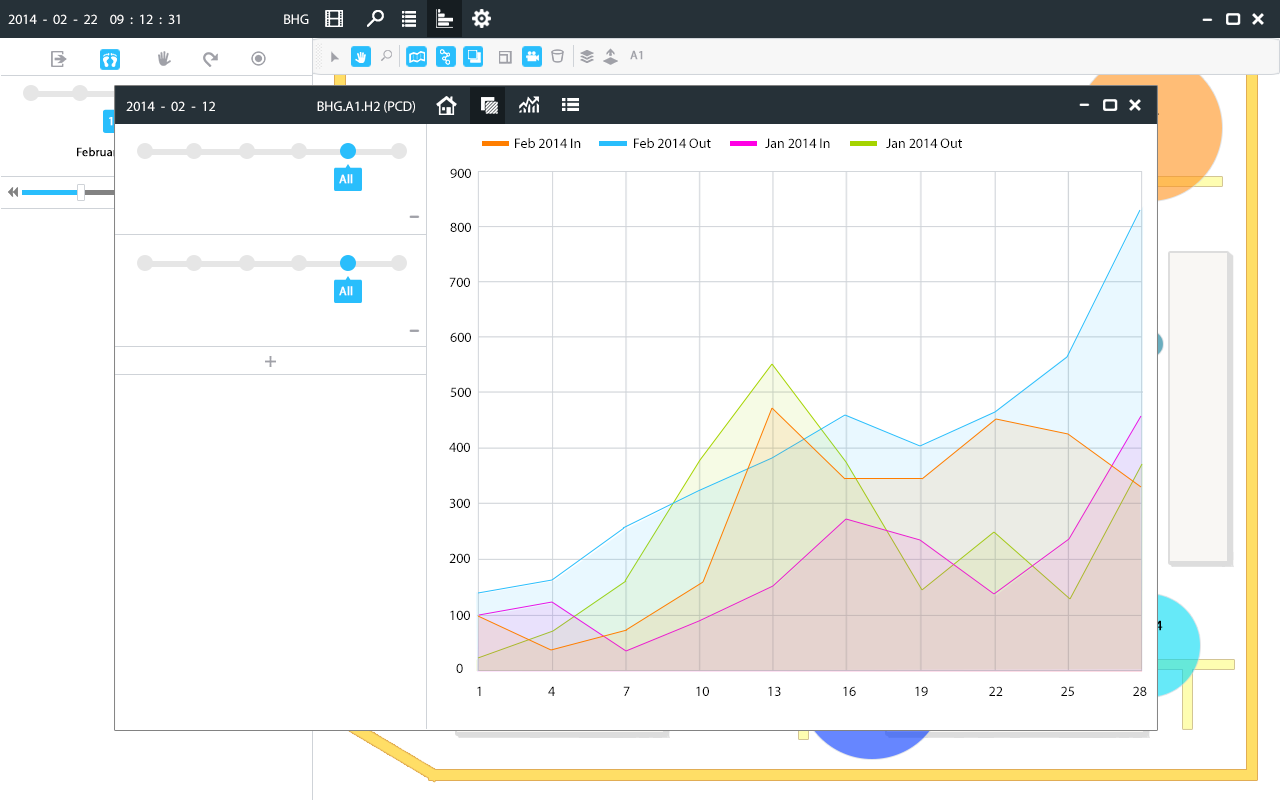 2014 - 02 - 22 09 : 12 : 31 BHG
A1
Februa
2014 - 02 - 12 BHG.A1.H2 (PCD)
All
All
Feb 2014 In Feb 2014 Out Jan 2014 In Jan 2014 Out
900
800
700
600
500
400
300
200
100
0
1 4 7 10 13 16 19 22 25 28
4